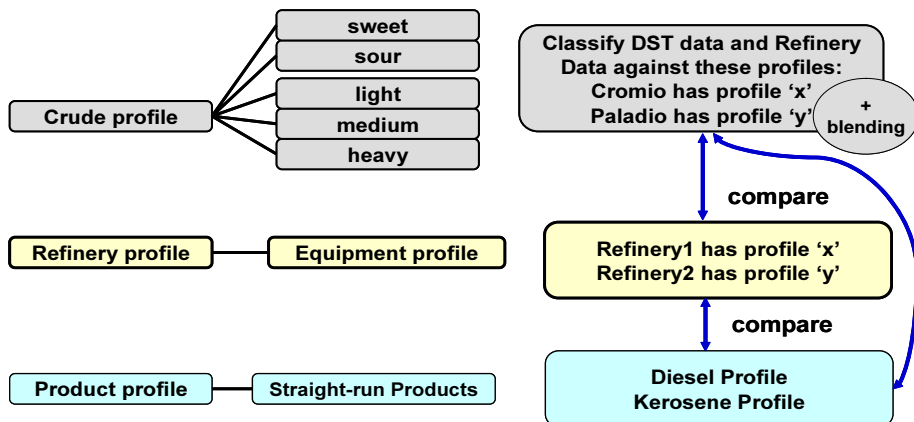 sweet
sour
light
medium
heavy
Crude profile
Classify DST data and Refinery
Data against these profiles:
Cromio has profile ‘x’
Paladio has profile ‘y’
+
blending
compare
Refinery profile
Equipment profile
Refinery1 has profile ‘x’
Refinery2 has profile ‘y’
compare
Product profile
Straight-run Products
Diesel Profile
Kerosene Profile